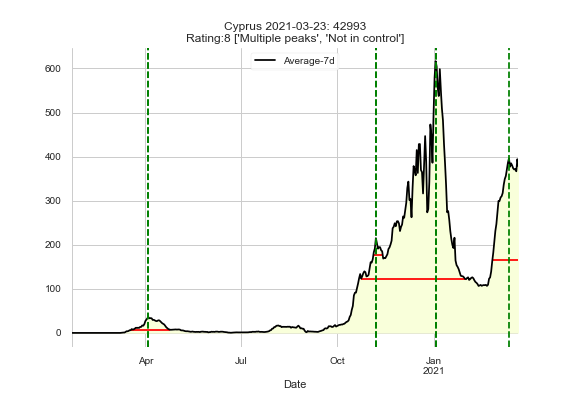 Cyprus 2021-03-23: 42993
Rating:8 ['Multiple peaks', 'Not in control']
Average-7d
600
500
400
300
200
100
0
Apr
Jul
Oct
Jan
2021
Date